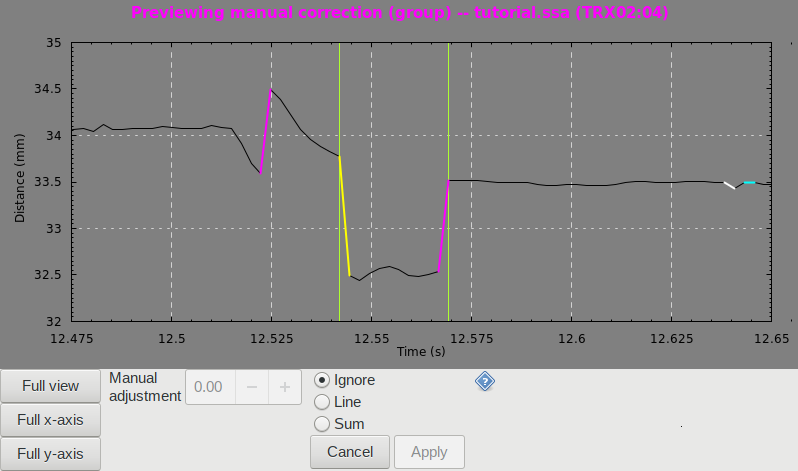 Previewing manual correction (group) -- tutorial.ssa (TRX02:04)
35
34.5
34
33.5
33
32.5
32
Distance (mm)
12.475 12.5 12.525 12.55 12.575 12.6 12.625 12.65
Time (s)
Full view
Full x-axis
Full y-axis
Manual
adjustment
0.00 − +
Ignore
Line
Sum
Cancel Apply
?